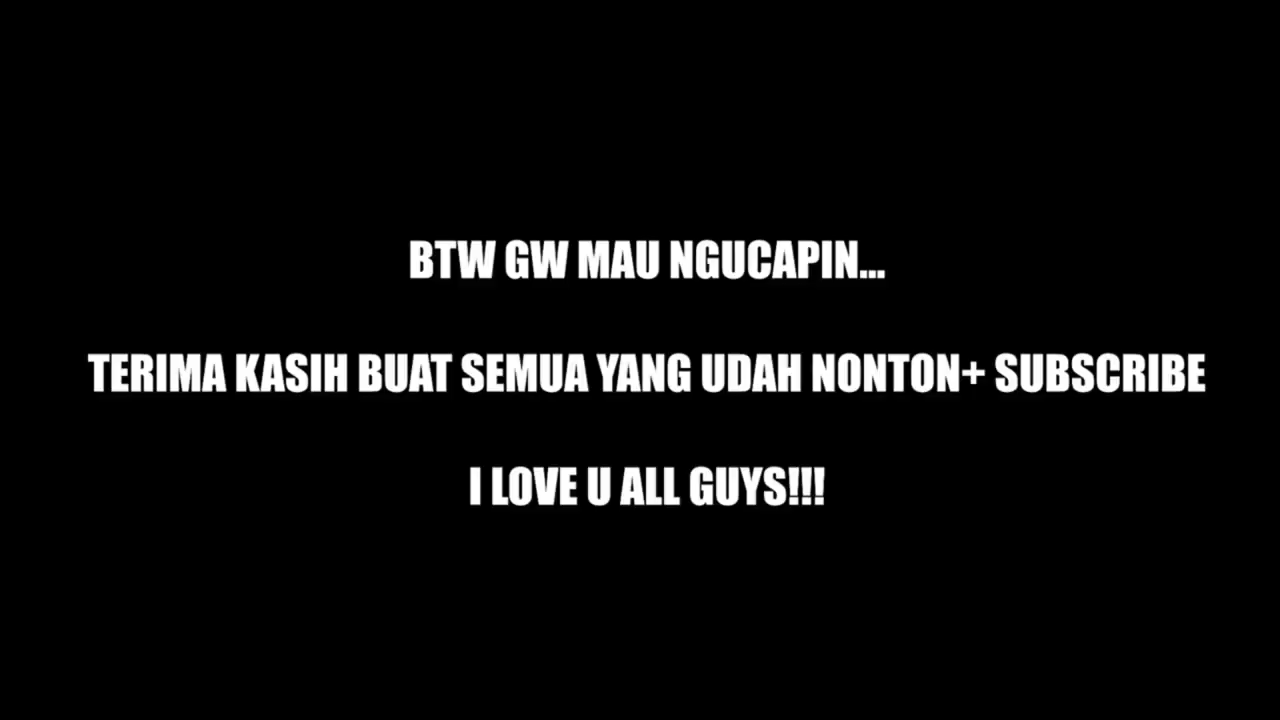 BTW GW MAU NGUCAPIN...
TERIMA KASIH BUAT SEMUA YANG UDAH NONTON+ SUBSCRIBE
I LOVE U ALL GUYS!!!